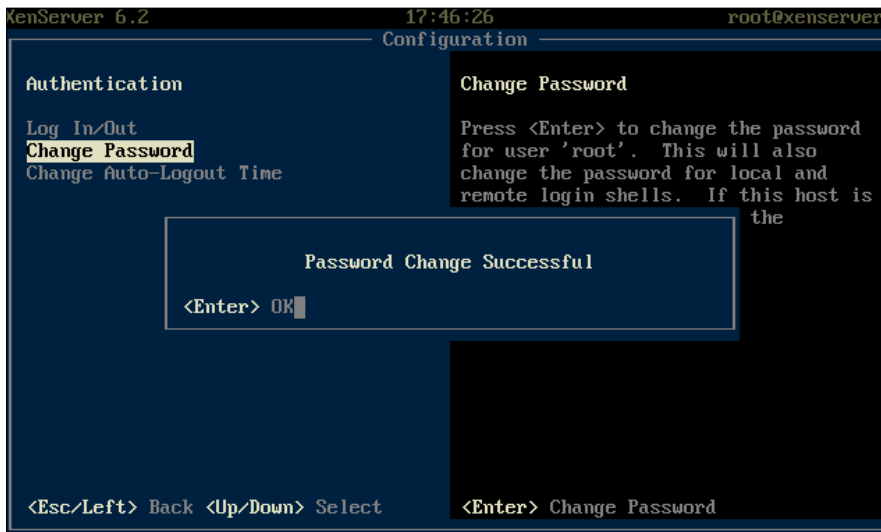 XenServer 6.2 17:46:26 root@xenserver
Configuration
Authentication
Log In/Out
Change Password
Change Auto-Logout Time
Change Password
Press <Enter> to change the password
for user 'root'. This will also
change the password for local and
remote login shells. If this host is
the
Password Change Successful
<Enter> OK
<Esc/Left> Back <Up/Down> Select
<Enter> Change Password